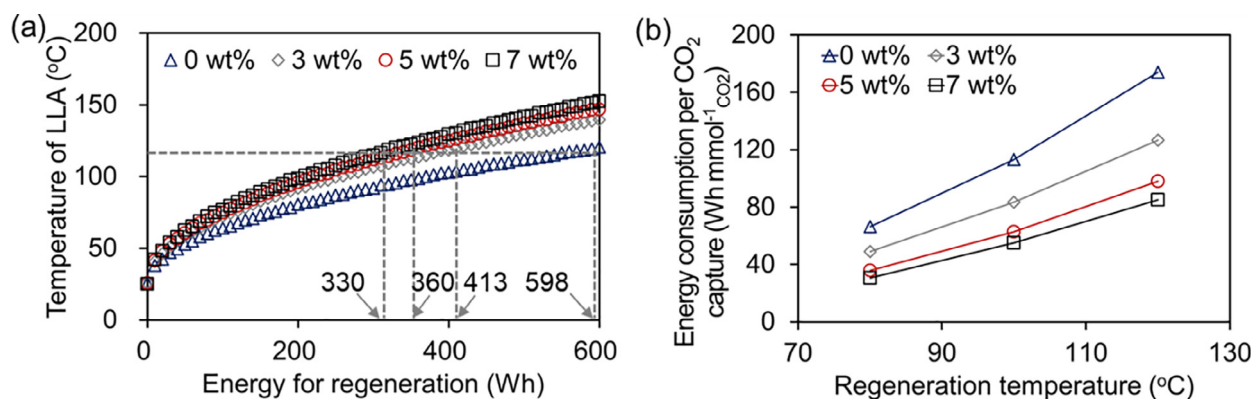 (a)
200
150
100
50
0
Temperature of LLA (°C)
0 wt%
3 wt%
5 wt%
7 wt%
330
360
413
598
0
200
400
600
Energy for regeneration (Wh)
(b)
200
160
120
80
40
0
Energy consumption per CO₂
capture (Wh mmol⁻¹CO2)
0 wt%
3 wt%
5 wt%
7 wt%
70
90
110
130
Regeneration temperature (°C)